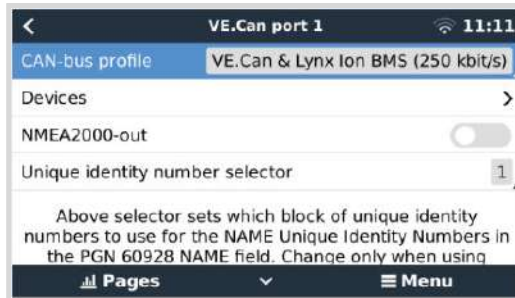 VE.Can port 1 11:11
CAN-bus profile VE.Can & Lynx Ion BMS (250 kbit/s)
Devices
NMEA2000-out
Unique identity number selector 1
Above selector sets which block of unique identity
numbers to use for the NAME Unique Identity Numbers in
the PGN 60928 NAME field. Change only when using
Pages Menu